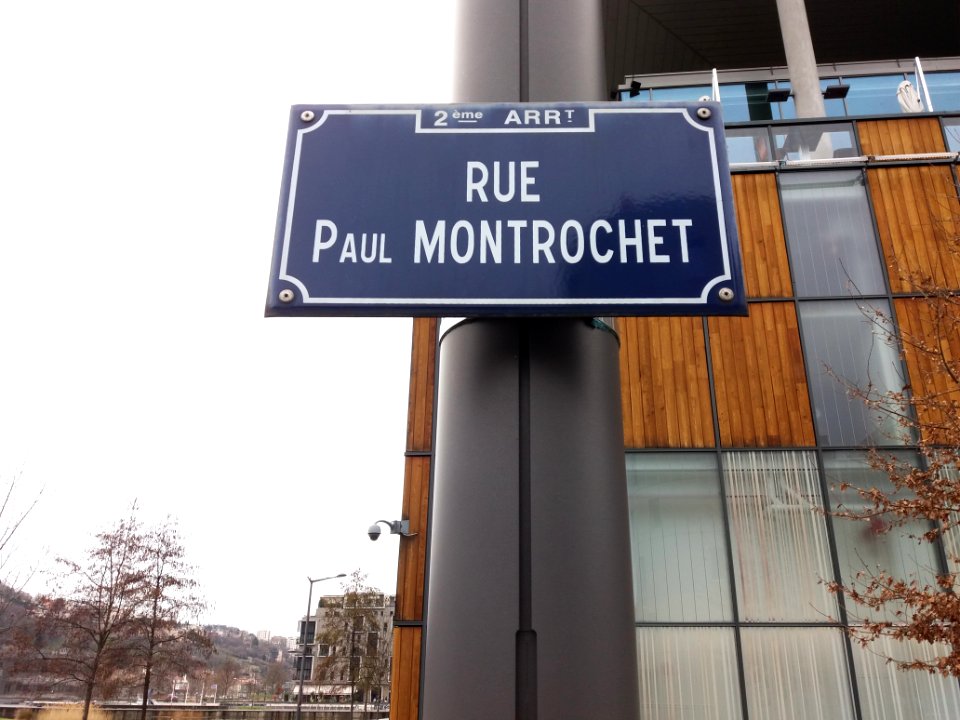 2ème ARRT
RUE
PAUL MONTROCHET